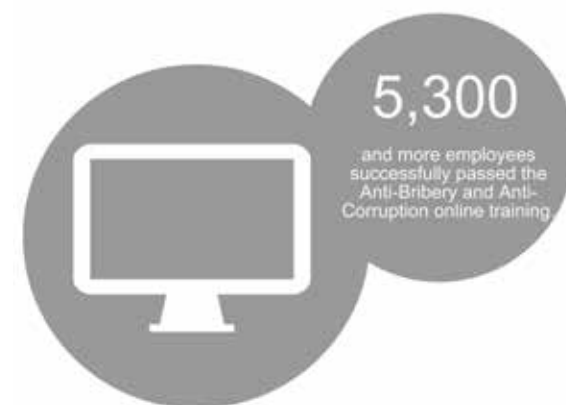 5,300
and more employees
successfully passed the
Anti-Bribery and Anti-
Corruption online training.